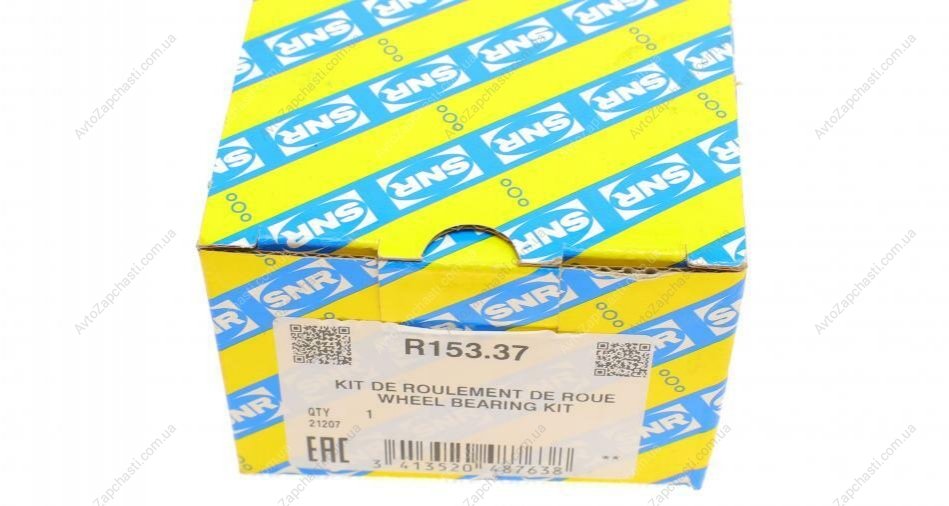 SNR
R153.37
KIT DE ROULEMENT DE ROUE
WHEEL BEARING KIT
QTY 1
21207
EAC
3 413520 487638
**
AvtoZapchasti.com.ua